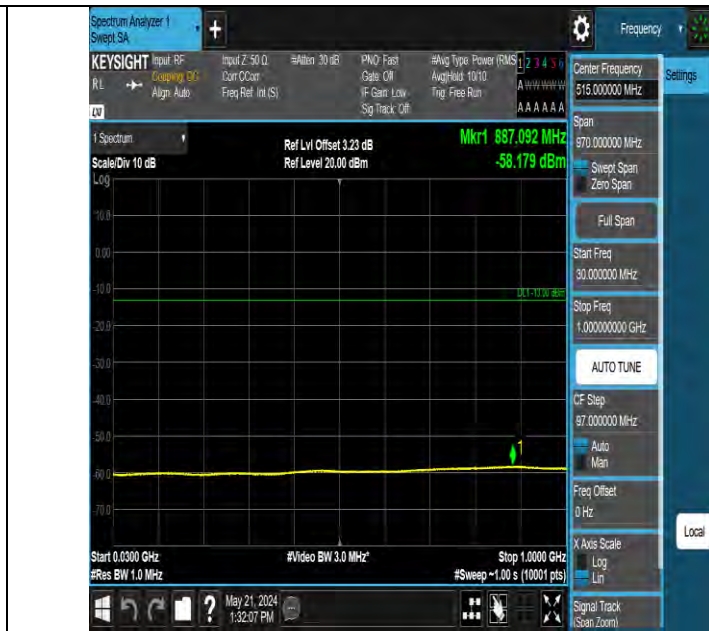 Spectrum Analyzer 1
Swept SA
+
Frequency
KEYSIGHT
RL
Input: RF
Coupling: DC
Align: Auto
Input Z: 50 Ω
Corr CCorr
Freq Ref: Int (S)
#Atten: 30 dB
PNO: Fast
Gate: Off
IF Gain: Low
Sig Track: Off
#Avg Type: Power (RMS
Avg|Hold: 10/10
Trig: Free Run
1 2 3 4 5 6
A W W W W W
A A A A A A
LXI
1 Spectrum
Scale/Div 10 dB
Ref Lvl Offset 3.23 dB
Ref Level 20.00 dBm
Mkr1 887.092 MHz
-58.179 dBm
Log
10.0
0.00
-10.0
DL1 -13.00 dBm
-20.0
-30.0
-40.0
-50.0
1
-60.0
-70.0
Start 0.0300 GHz
#Video BW 3.0 MHz*
Stop 1.0000 GHz
#Res BW 1.0 MHz
#Sweep ~1.00 s (10001 pts)
?
May 21, 2024
1:32:07 PM
Center Frequency
515.000000 MHz
Settings
Span
970.000000 MHz
Swept Span
Zero Span
Full Span
Start Freq
30.000000 MHz
Stop Freq
1.000000000 GHz
AUTO TUNE
CF Step
97.000000 MHz
Auto
Man
Freq Offset
0 Hz
X Axis Scale
Log
Lin
Local
Signal Track
(Span Zoom)